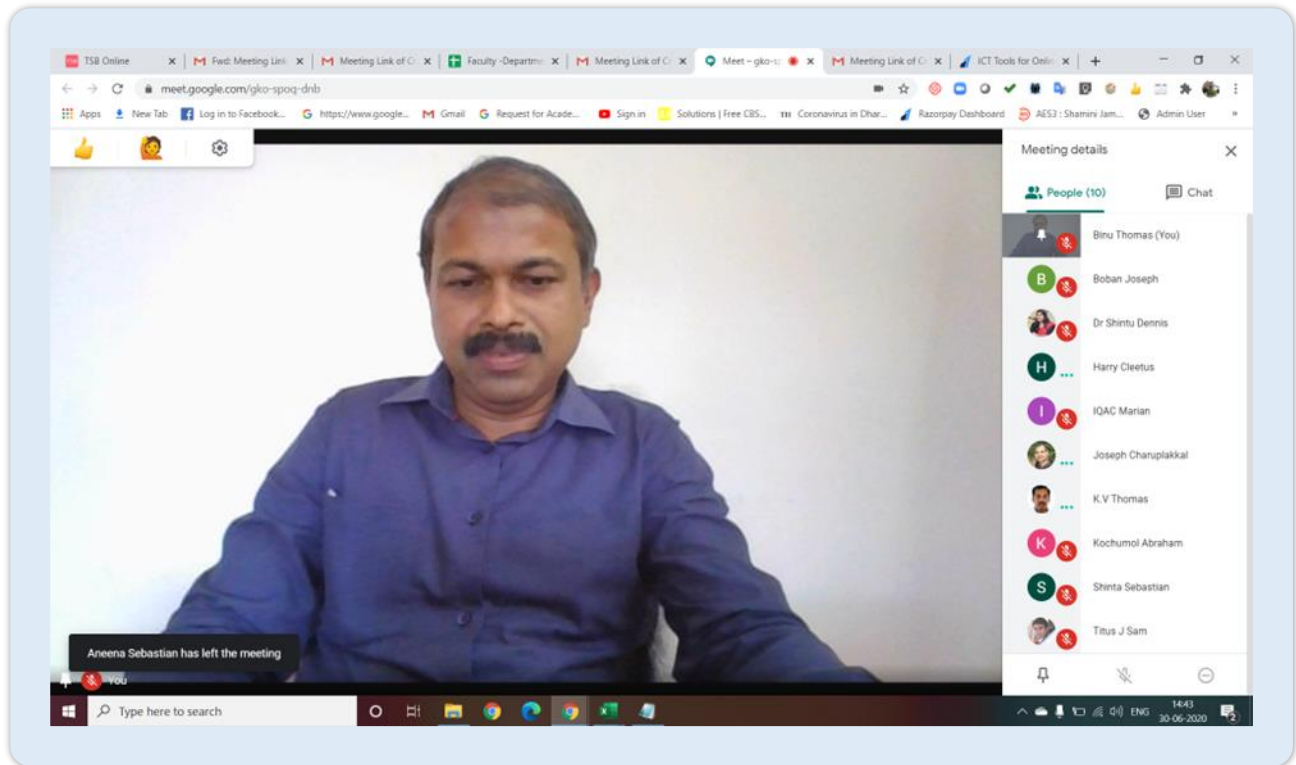 TSB Online
Fwd: Meeting Link
Meeting Link of C
Faculty -Departme
Meeting Link of C
Meet – gko-s
Meeting Link of C
ICT Tools for Onlin
meet.google.com/gko-spoq-dnb
Apps
New Tab
Log in to Facebook...
https://www.google...
Gmail
Request for Acade...
Sign in
Solutions | Free CBS...
Coronavirus in Dhar...
Razorpay Dashboard
AES3 : Shamini Jam...
Admin User
»
Meeting details
People (10)
Chat
Binu Thomas (You)
B
Boban Joseph
Dr Shintu Dennis
H
Harry Cleetus
I
IQAC Marian
Joseph Charuplakkal
K.V Thomas
K
Kochumol Abraham
S
Shinta Sebastian
Titus J Sam
Aneena Sebastian has left the meeting
You
Type here to search
ENG
14:43
30-06-2020
2